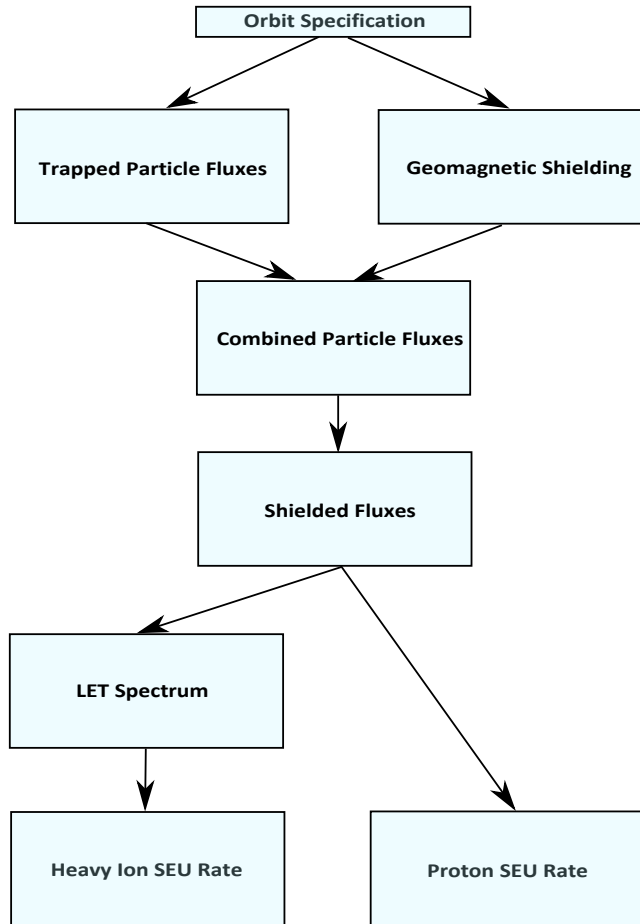 Orbit Specification
Trapped Particle Fluxes
Geomagnetic Shielding
Combined Particle Fluxes
Shielded Fluxes
LET Spectrum
Heavy Ion SEU Rate
Proton SEU Rate